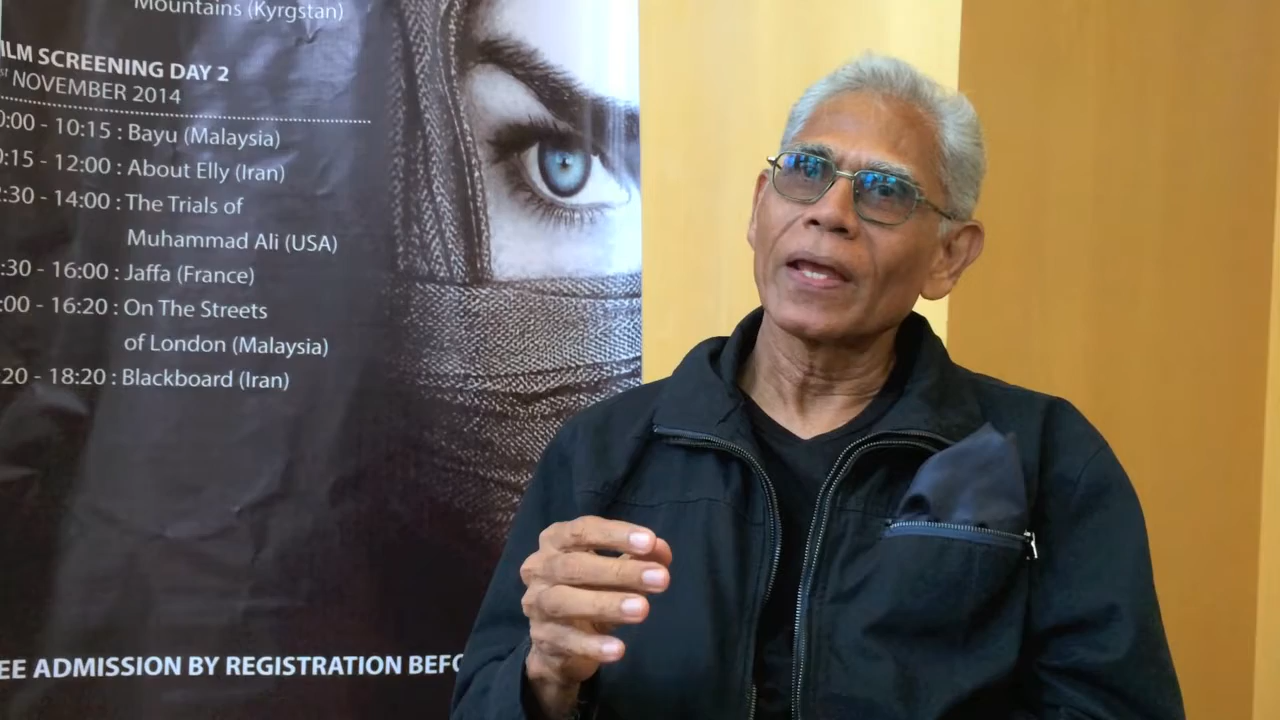 Mountains (Kyrgstan)
ILM SCREENING DAY 2
st NOVEMBER 2014
0:00 - 10:15 : Bayu (Malaysia)
0:15 - 12:00 : About Elly (Iran)
:30 - 14:00 : The Trials of
Muhammad Ali (USA)
:30 - 16:00 : Jaffa (France)
:00 - 16:20 : On The Streets
of London (Malaysia)
:20 - 18:20 : Blackboard (Iran)
EE ADMISSION BY REGISTRATION BEFO